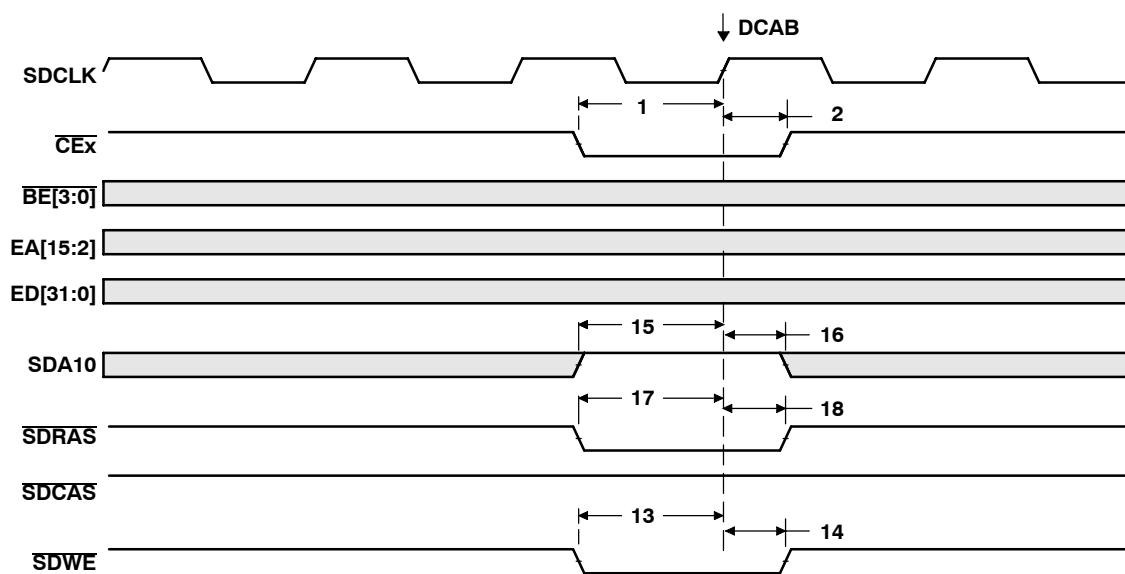 DCAB
SDCLK
1
2
CEx
BE[3:0]
EA[15:2]
ED[31:0]
15
16
SDA10
17
18
SDRAS
SDCAS
13
14
SDWE